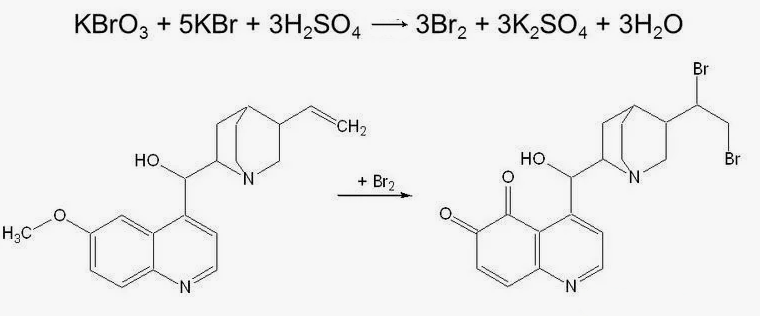 KBrO₃ + 5KBr + 3H₂SO₄ → 3Br₂ + 3K₂SO₄ + 3H₂O
Br
CH₂
HO
N
Br
+ Br₂
HO
N
O
O
O
H₃C
N
N